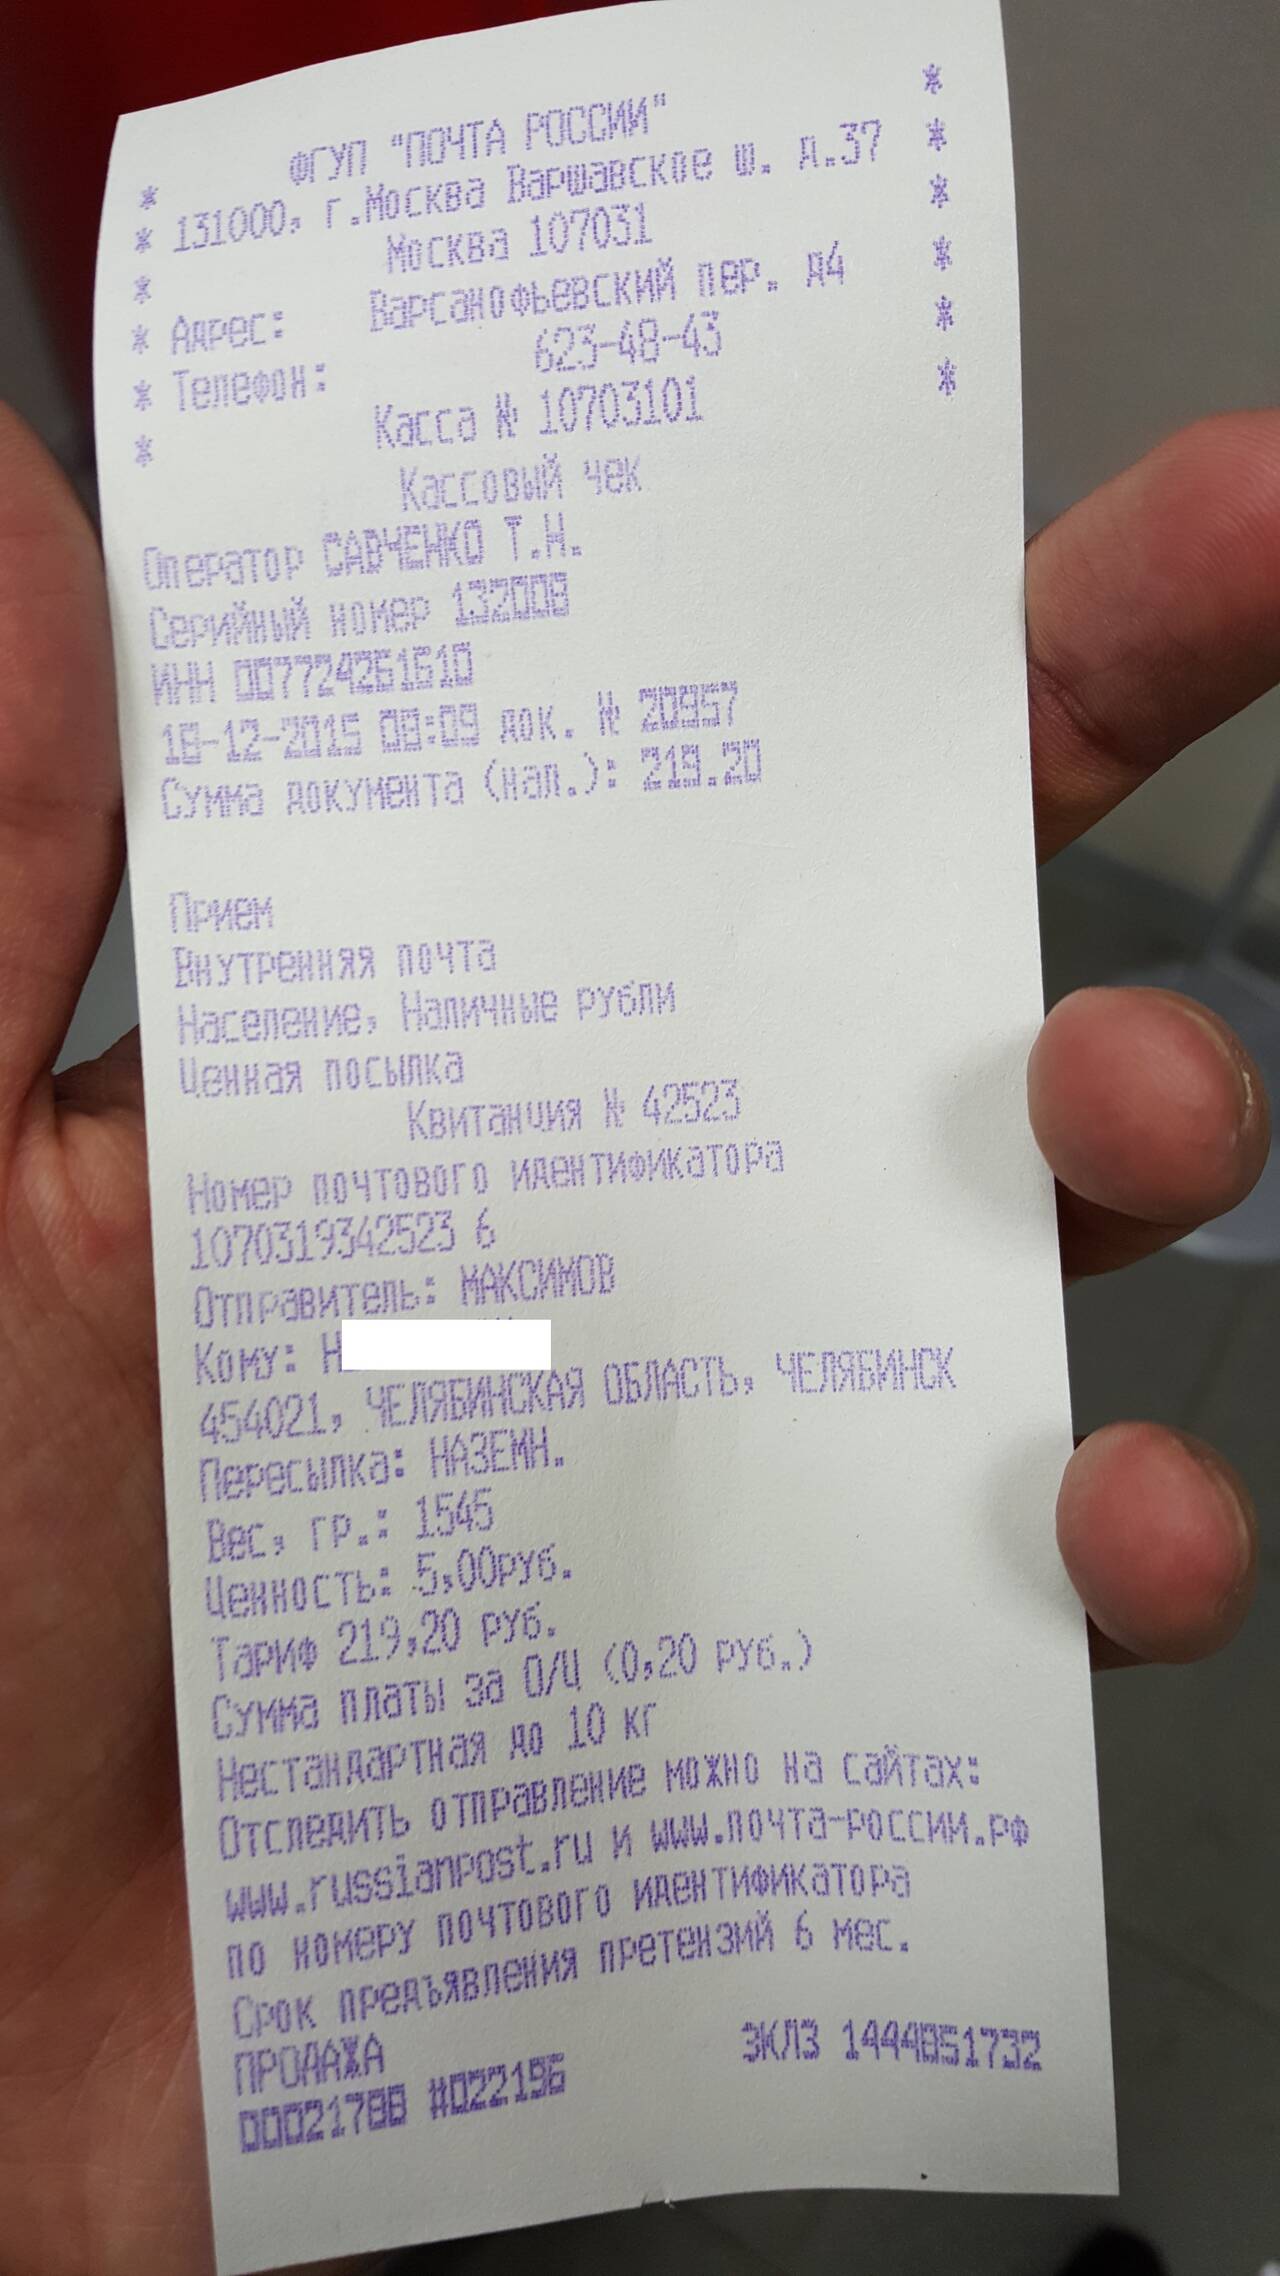 ФГУП "ПОЧТА РОССИИ" *
* 131000, г.Москва Варшавское ш. д.37 *
* Москва 107031 *
* Адрес: Варсанофьевский пер. д4 *
* Телефон: 623-48-43 *
* Касса № 10703101 *
Кассовый чек
Оператор САВЧЕНКО Т.Н.
Серийный номер 132008
ИНН 007724261610
18-12-2015 08:09 док. № 20957
Сумма документа (нал.): 219.20
Прием
Внутренняя почта
Население, Наличные рубли
Ценная посылка
Квитанция № 42523
Номер почтового идентификатора
1070319342523 6
Отправитель: МАКСИМОВ
Кому:
454021, ЧЕЛЯБИНСКАЯ ОБЛАСТЬ, ЧЕЛЯБИНСК
Пересылка: НАЗЕМН.
Вес, гр.: 1545
Ценность: 5,00руб.
Тариф 219,20 руб.
Сумма платы за О/Ц (0,20 руб.)
Нестандартная до 10 кг
Отследить отправление можно на сайтах:
www.russianpost.ru и www.почта-россии.рф
по номеру почтового идентификатора
Срок предъявления претензий 6 мес.
ПРОДАЖА ЭКЛЗ 1444851732
00021788 #022196